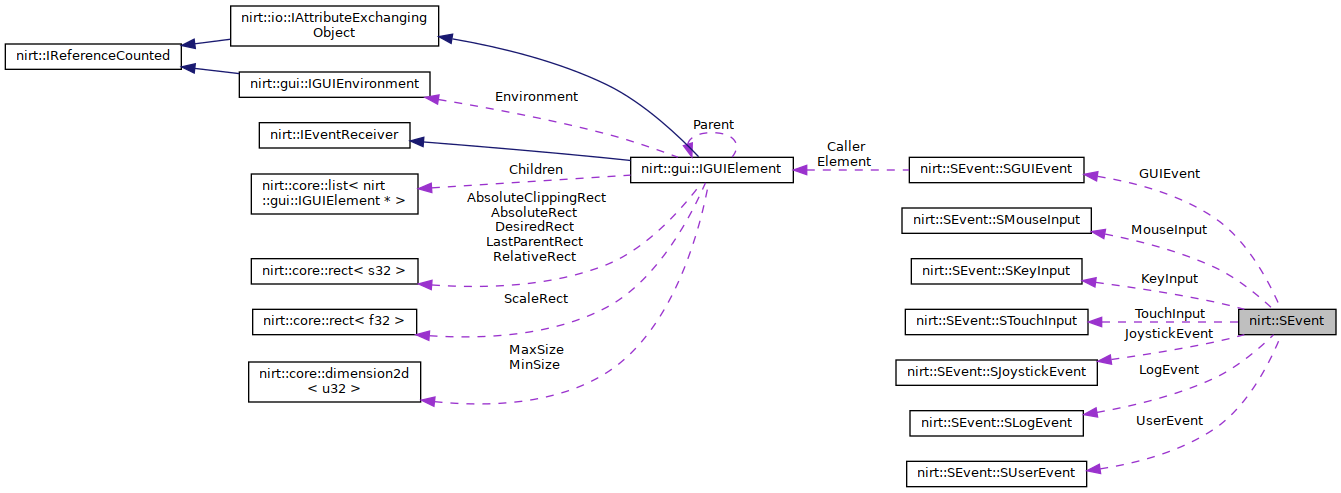 nirt::IReferenceCounted
nirt::io::IAttributeExchanging
Object
nirt::gui::IGUIEnvironment
nirt::IEventReceiver
nirt::core::list< nirt
::gui::IGUIElement * >
nirt::core::rect< s32 >
nirt::core::rect< f32 >
nirt::core::dimension2d
< u32 >
Environment
Children
AbsoluteClippingRect
AbsoluteRect
DesiredRect
LastParentRect
RelativeRect
ScaleRect
MaxSize
MinSize
Parent
nirt::gui::IGUIElement
Caller
Element
nirt::SEvent::SGUIEvent
nirt::SEvent::SMouseInput
nirt::SEvent::SKeyInput
nirt::SEvent::STouchInput
nirt::SEvent::SJoystickEvent
nirt::SEvent::SLogEvent
nirt::SEvent::SUserEvent
GUIEvent
MouseInput
KeyInput
TouchInput
JoystickEvent
LogEvent
UserEvent
nirt::SEvent